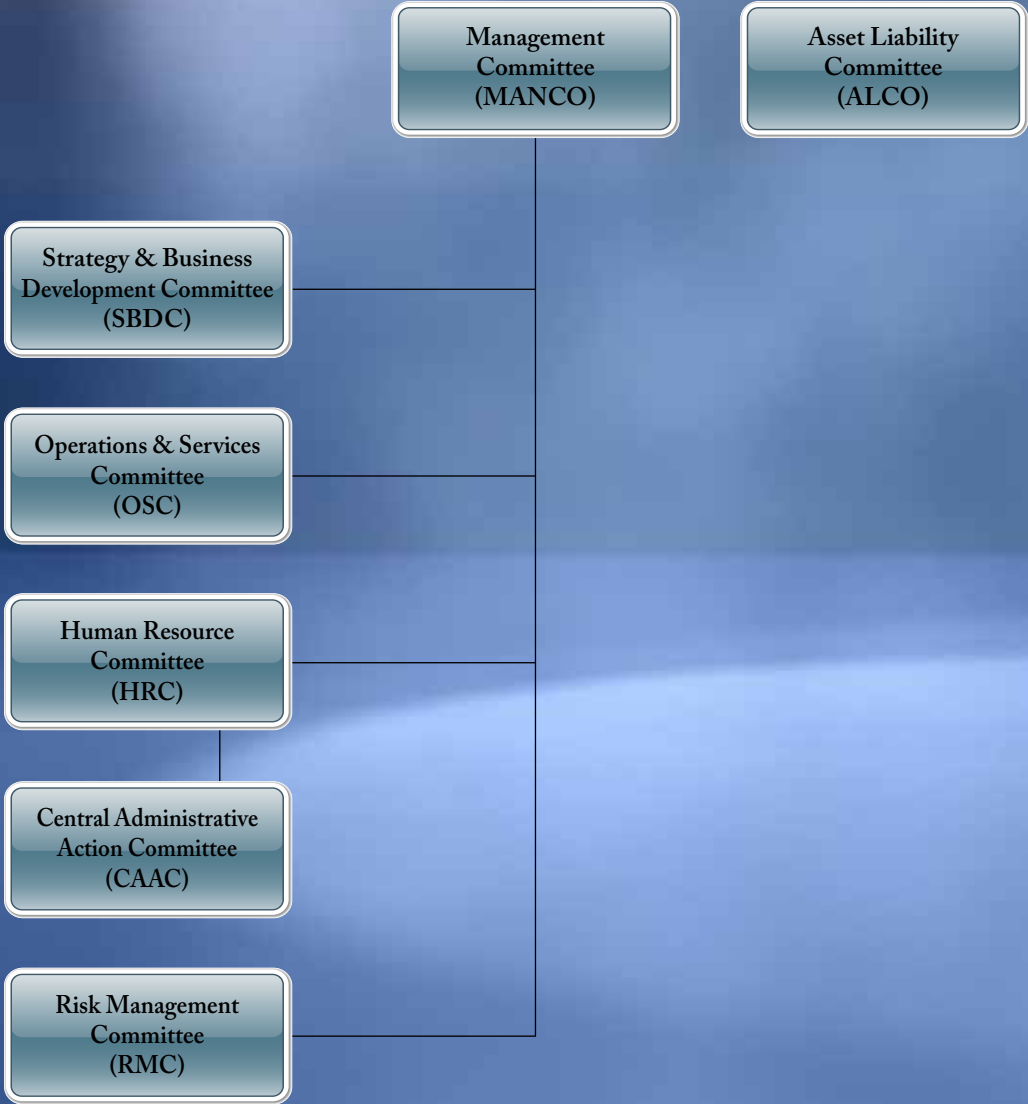 Management
Committee
(MANCO)
Asset Liability
Committee
(ALCO)
Strategy & Business
Development Committee
(SBDC)
Operations & Services
Committee
(OSC)
Human Resource
Committee
(HRC)
Central Administrative
Action Committee
(CAAC)
Risk Management
Committee
(RMC)